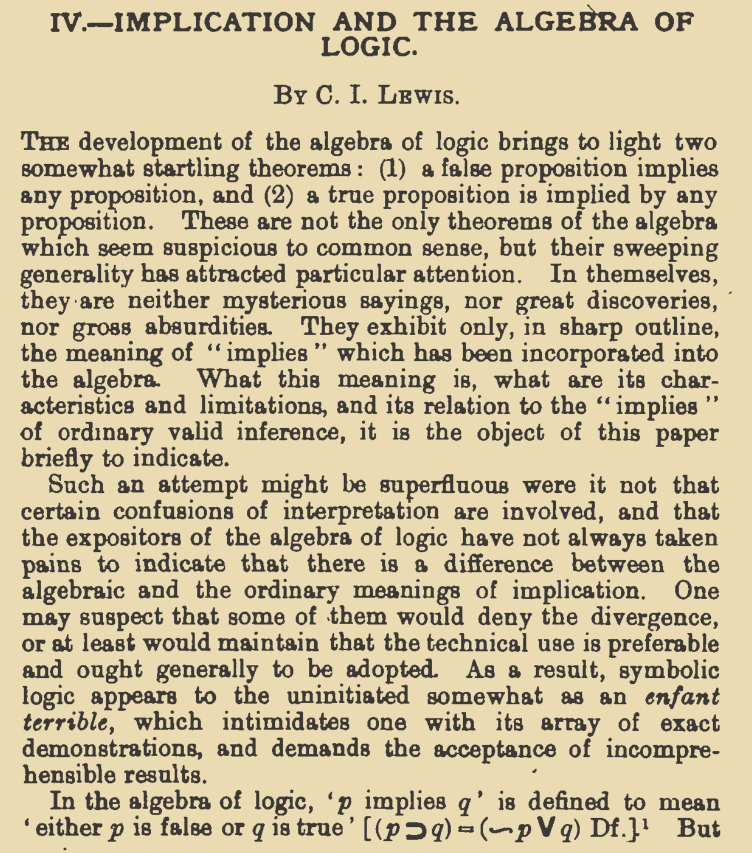 IV.—IMPLICATION AND THE ALGEBRA OF
LOGIC.
BY C. I. LEWIS.
THE development of the algebra of logic brings to light two
somewhat startling theorems: (1) a false proposition implies
any proposition, and (2) a true proposition is implied by any
proposition. These are not the only theorems of the algebra
which seem suspicious to common sense, but their sweeping
generality has attracted particular attention. In themselves,
they are neither mysterious sayings, nor great discoveries,
nor gross absurdities. They exhibit only, in sharp outline,
the meaning of "implies" which has been incorporated into
the algebra. What this meaning is, what are its char-
acteristics and limitations, and its relation to the "implies"
of ordinary valid inference, it is the object of this paper
briefly to indicate.
Such an attempt might be superfluous were it not that
certain confusions of interpretation are involved, and that
the expositors of the algebra of logic have not always taken
pains to indicate that there is a difference between the
algebraic and the ordinary meanings of implication. One
may suspect that some of them would deny the divergence,
or at least would maintain that the technical use is preferable
and ought generally to be adopted. As a result, symbolic
logic appears to the uninitiated somewhat as an enfant
terrible, which intimidates one with its array of exact
demonstrations, and demands the acceptance of incompre-
hensible results.
In the algebra of logic, 'p implies q' is defined to mean
'either p is false or q is true' [(p ⊃ q) = (∽p ∨ q) Df.]¹ But